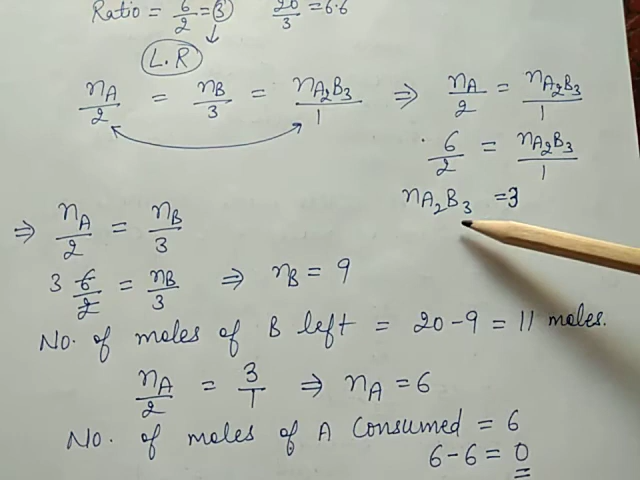 Ratio = 6/2 = 3   20/3 = 6.6
L.R
nA/2 = nB/3 = nA₂B₃/1 ⇒ nA/2 = nA₂B₃/1
6/2 = nA₂B₃/1
nA₂B₃ = 3
⇒ nA/2 = nB/3
3 6/2 = nB/3 ⇒ nB = 9
No. of moles of B left = 20-9 = 11 moles.
nA/2 = 3/1 ⇒ nA = 6
No. of moles of A Consumed = 6
6-6 = 0